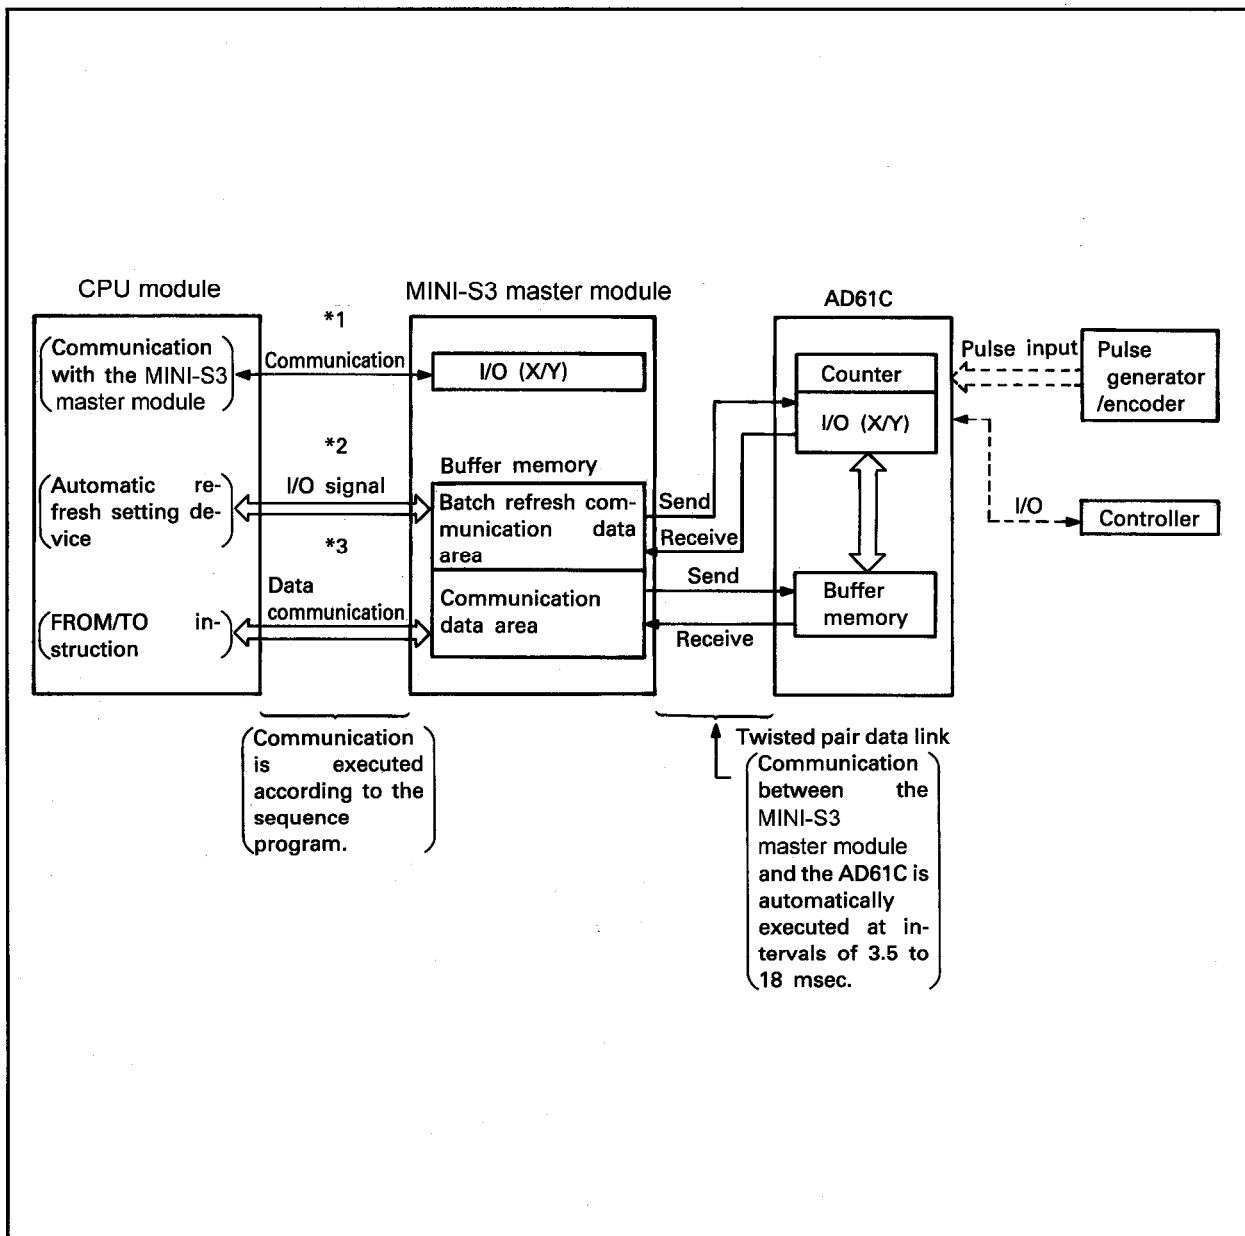 CPU module
MINI-S3 master module
AD61C
*1
Communication
with the MINI-S3
master module
Communication
I/O (X/Y)
Counter
I/O (X/Y)
Pulse input
Pulse
generator
/encoder
*2
I/O signal
Automatic re-
fresh setting de-
vice
Buffer memory
Batch refresh com-
munication data
area
Send
Receive
I/O
Controller
*3
Data
communication
FROM/TO in-
struction
Communication
data area
Send
Receive
Buffer
memory
Communication
is executed
according to the
sequence
program.
Twisted pair data link
Communication
between the
MINI-S3
master module
and the AD61C is
automatically
executed at in-
tervals of 3.5 to
18 msec.